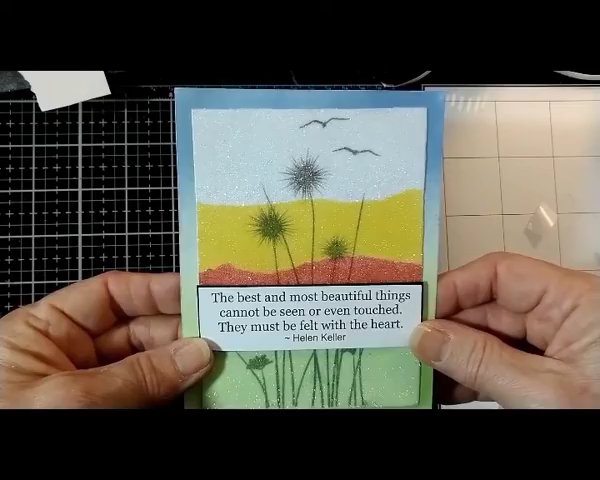 The best and most beautiful things
cannot be seen or even touched.
They must be felt with the heart.
~ Helen Keller